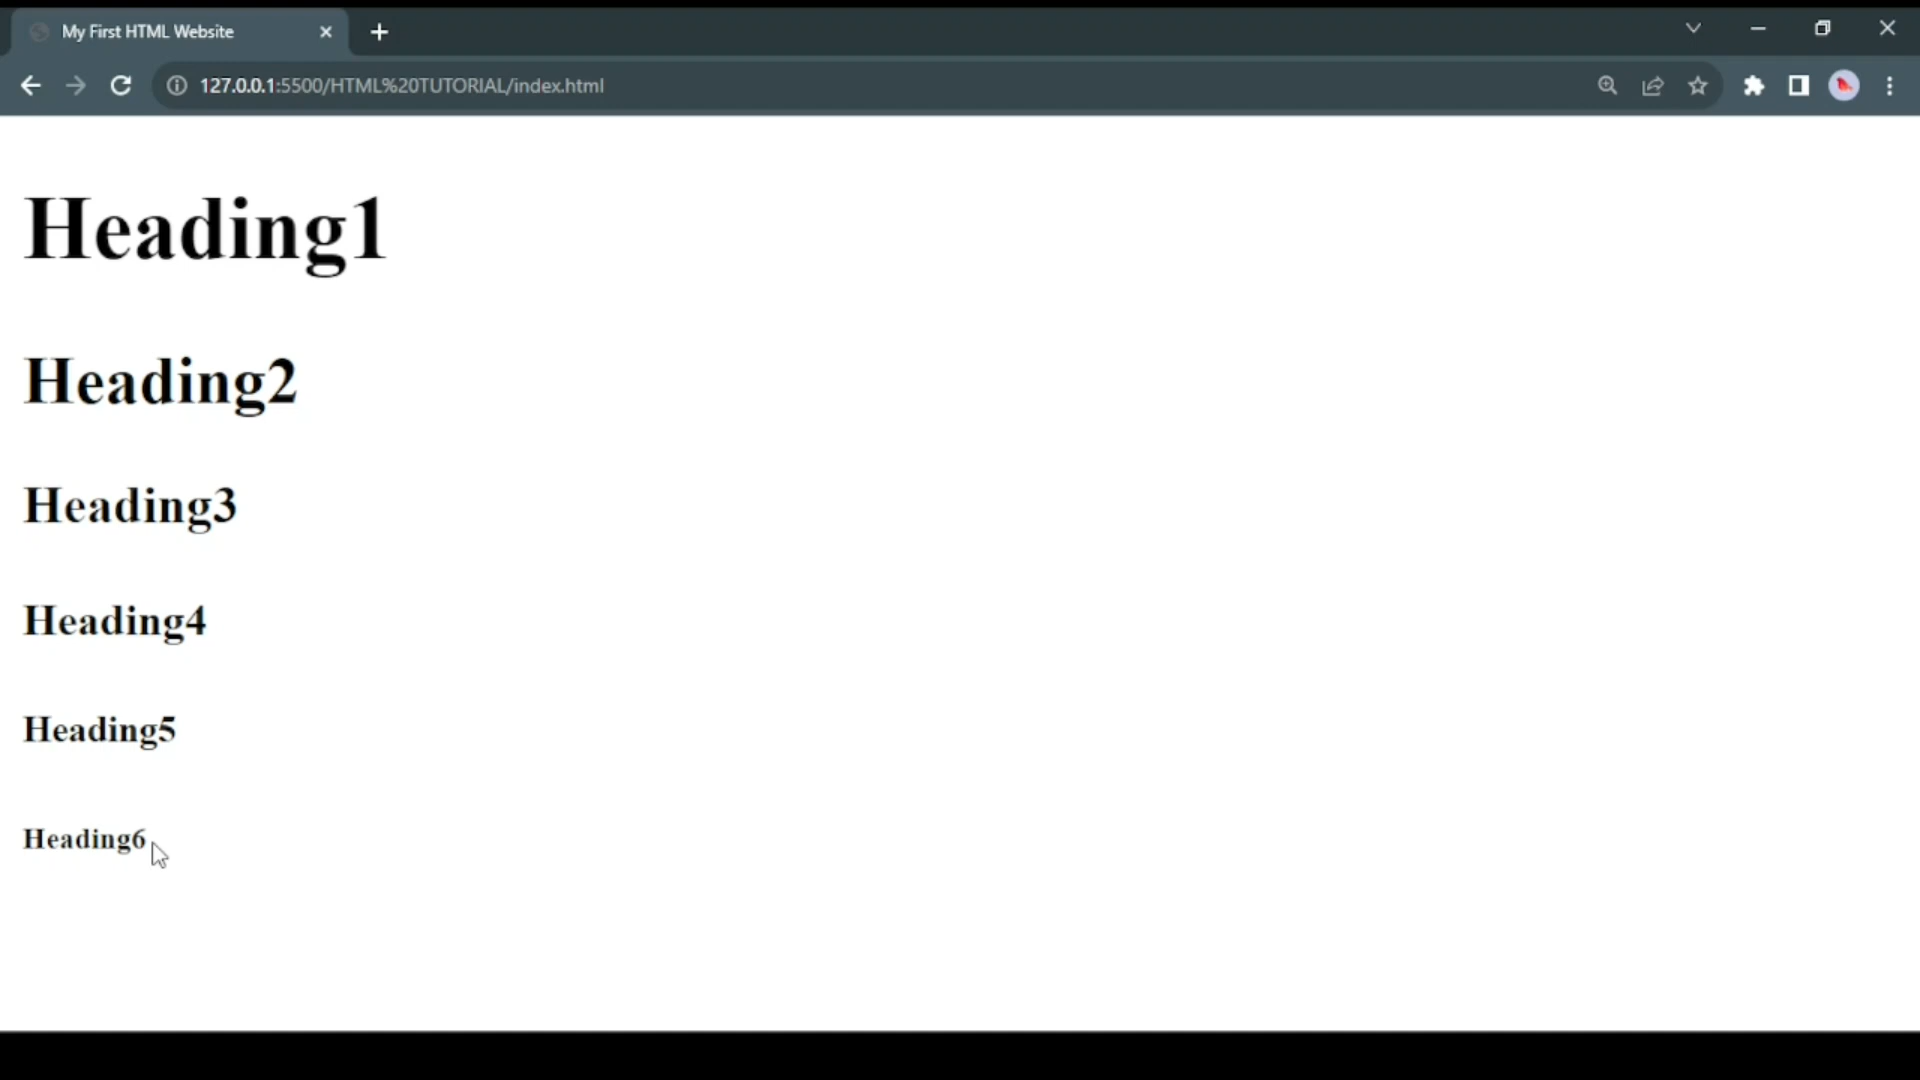 My First HTML Website
127.0.0.1:5500/HTML%20TUTORIAL/index.html
Heading1
Heading2
Heading3
Heading4
Heading5
Heading6